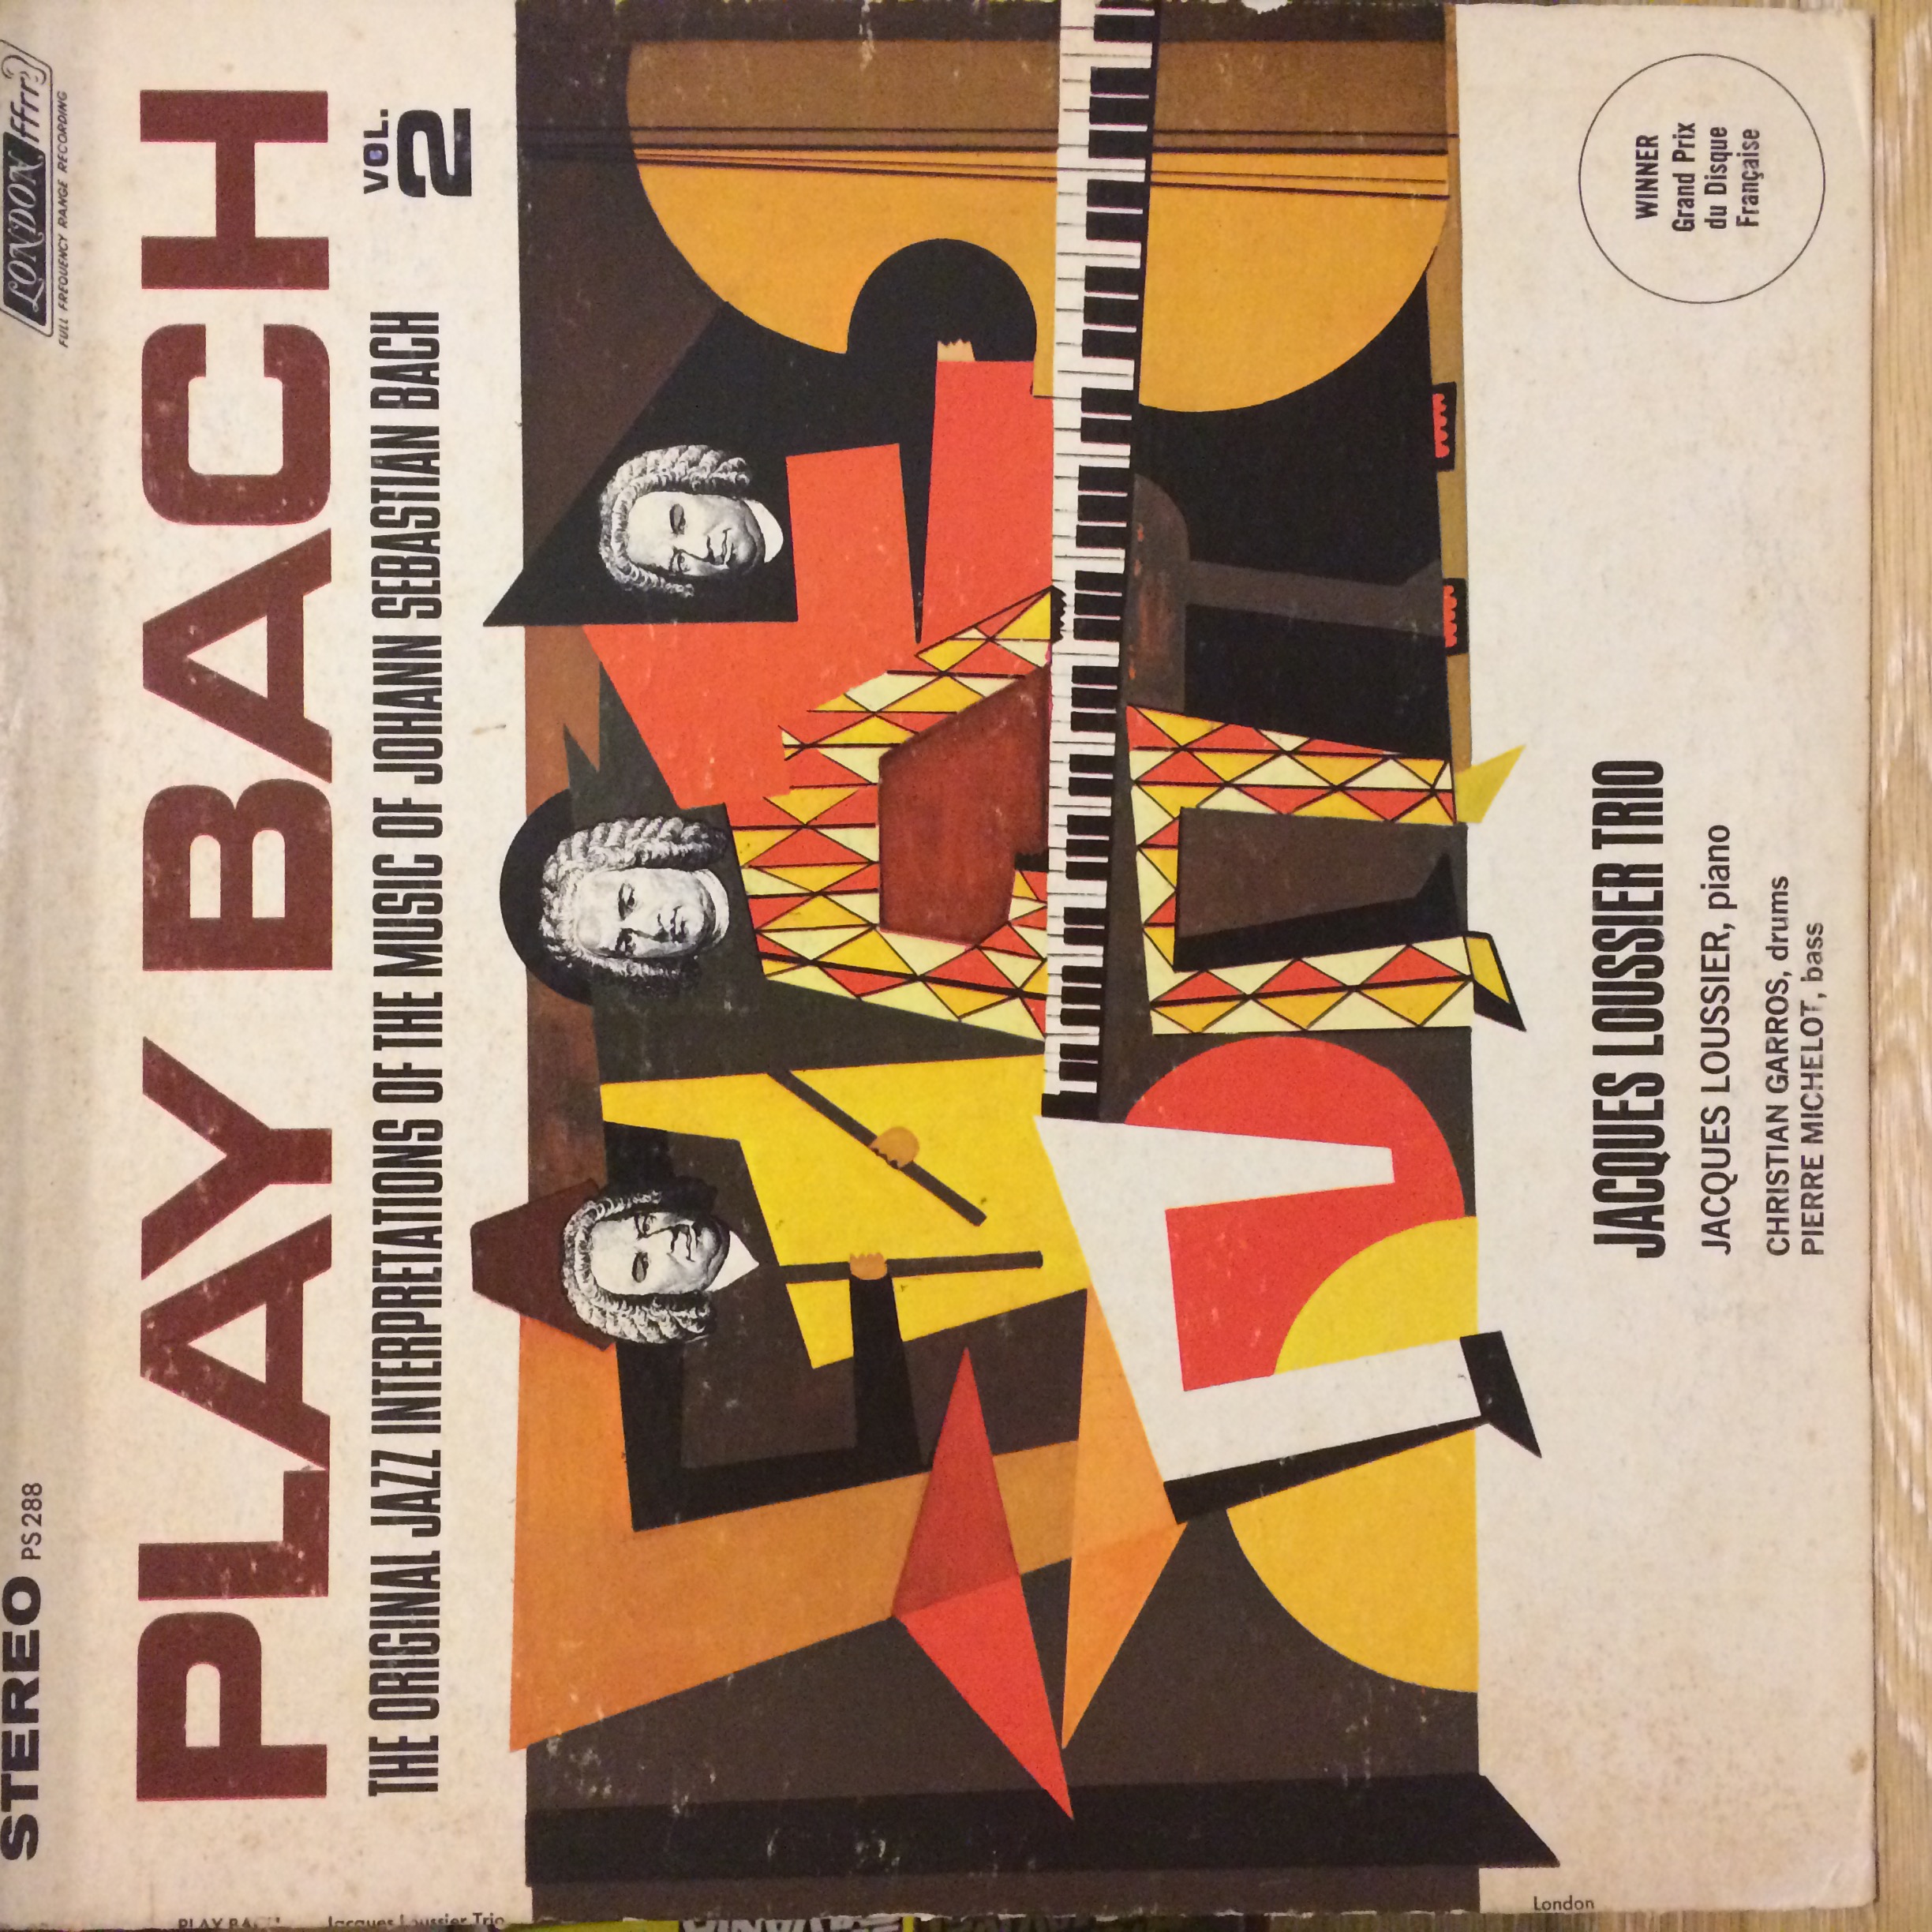 STEREO PS 288
LONDON ffrr
FULL FREQUENCY RANGE RECORDING
PLAY BACH
VOL.
2
THE ORIGINAL JAZZ INTERPRETATIONS OF THE MUSIC OF JOHANN SEBASTIAN BACH
JACQUES LOUSSIER TRIO
JACQUES LOUSSIER, piano
CHRISTIAN GARROS, drums
PIERRE MICHELOT, bass
WINNER
Grand Prix
du Disque
Française
PLAY BACH Jacques Loussier Trio
London